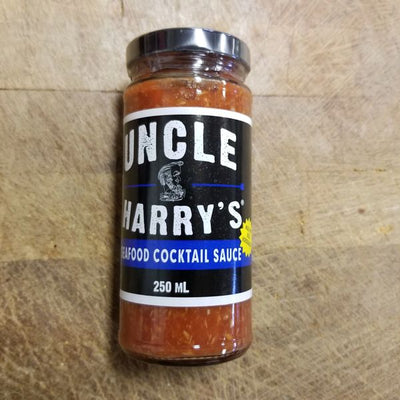 UNCLE
HARRY'S®
EAFOOD COCKTAIL SAUCE
250 ML